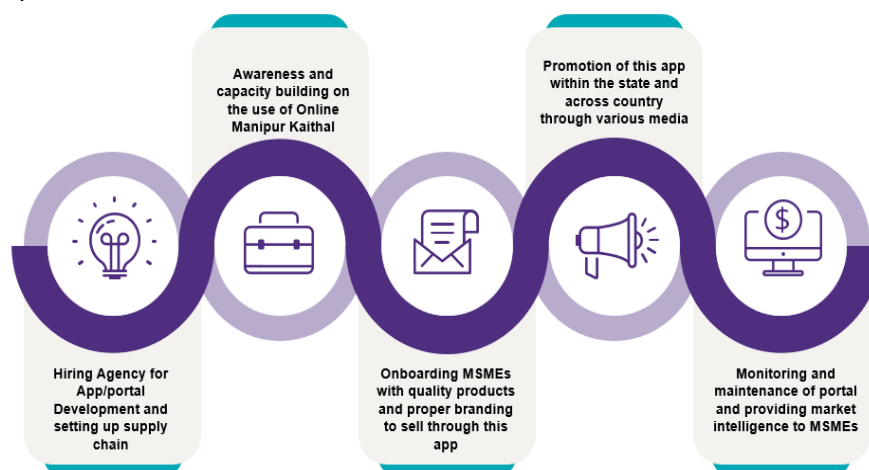 Hiring Agency for
App/portal
Development and
setting up supply
chain
Awareness and
capacity building on
the use of Online
Manipur Kaithal
Onboarding MSMEs
with quality products
and proper branding
to sell through this
app
Promotion of this app
within the state and
across country
through various media
Monitoring and
maintenance of portal
and providing market
intelligence to MSMEs